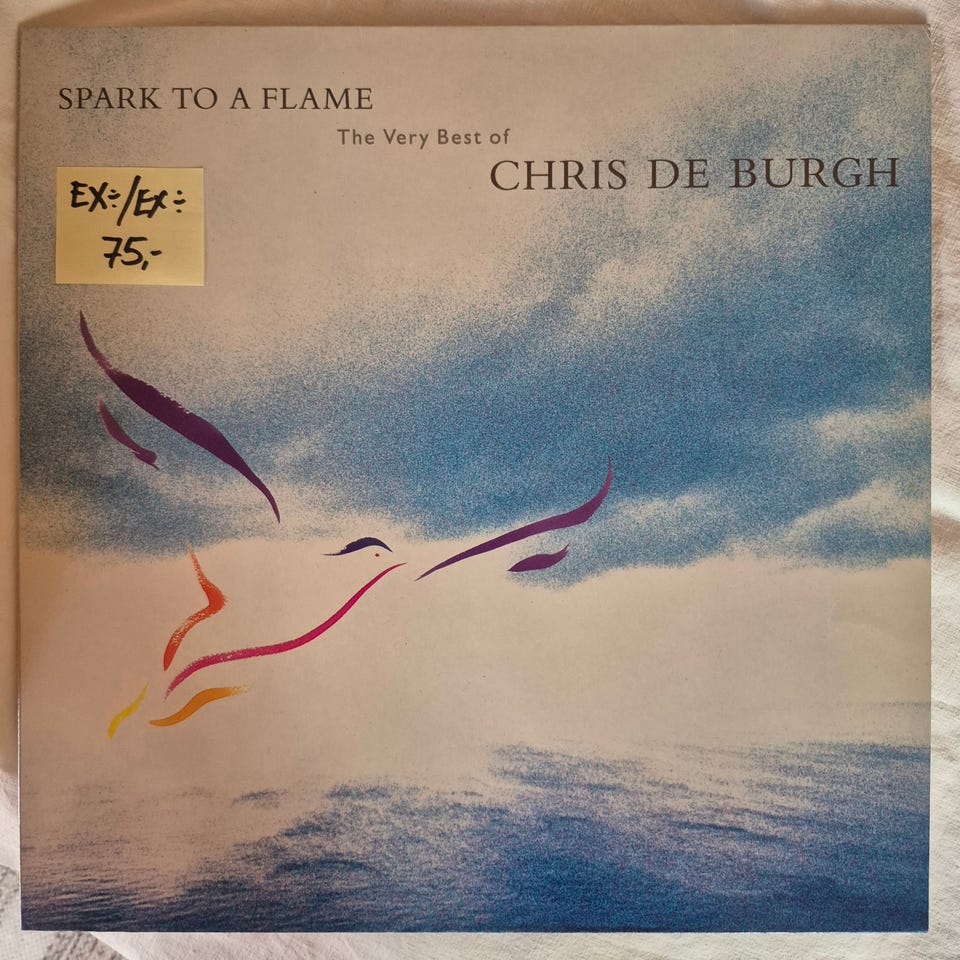 SPARK TO A FLAME
The Very Best of
CHRIS DE BURGH
EX÷/EX÷
75,-